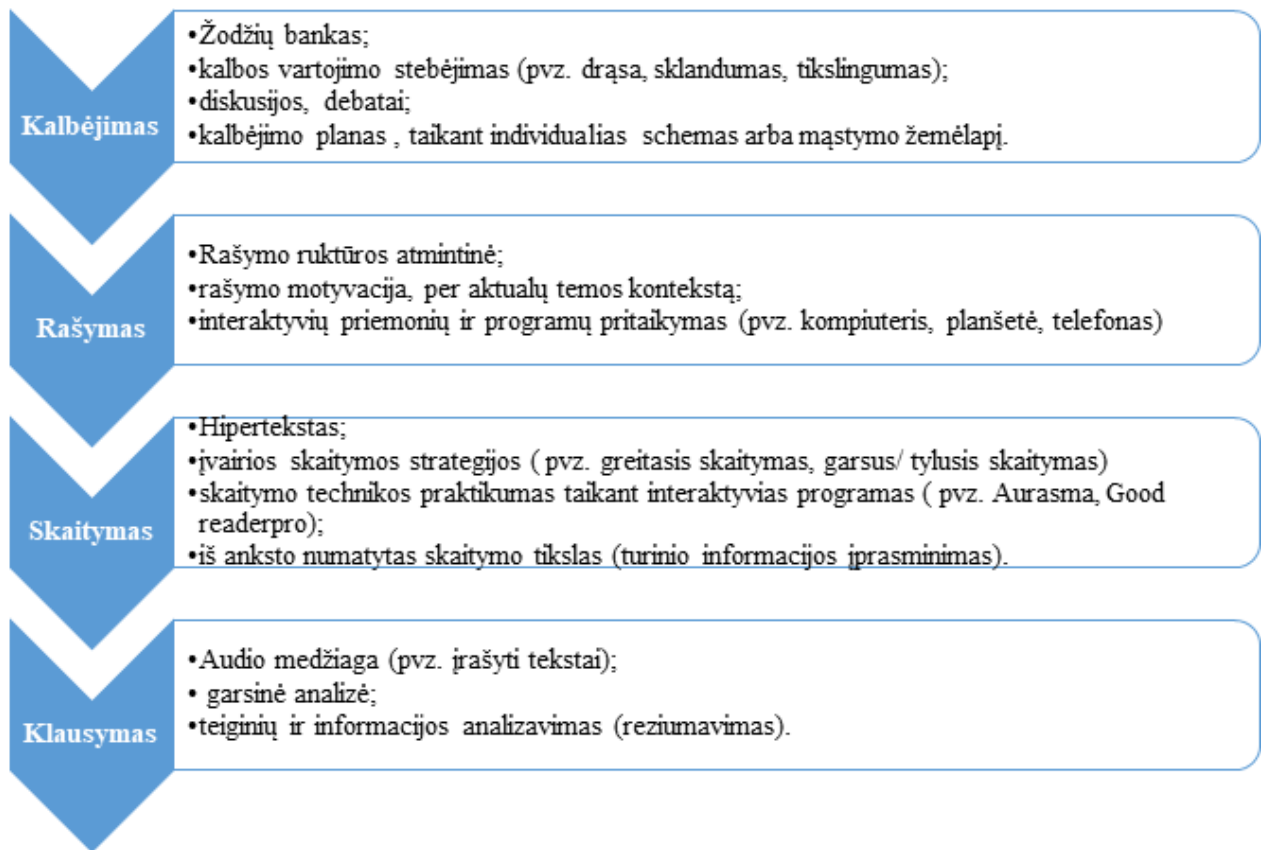 Kalbėjimas
•Žodžių bankas;
•kalbos vartojimo stebėjimas (pvz. drąsa, sklandumas, tikslingumas);
•diskusijos, debatai;
•kalbėjimo planas , taikant individualias schemas arba mąstymo žemėlapį.
Rašymas
•Rašymo ruktūros atmintinė;
•rašymo motyvacija, per aktualų temos kontekstą;
•interaktyvių priemonių ir programų pritaikymas (pvz. kompiuteris, planšetė, telefonas)
Skaitymas
•Hipertekstas;
•įvairios skaitymos strategijos ( pvz. greitasis skaitymas, garsus/ tylusis skaitymas)
•skaitymo technikos praktikumas taikant interaktyvias programas ( pvz. Aurasma, Good
readerpro);
•iš anksto numatytas skaitymo tikslas (turinio informacijos įprasminimas).
Klausymas
•Audio medžiaga (pvz. įrašyti tekstai);
• garsinė analizė;
•teiginių ir informacijos analizavimas (reziumavimas).